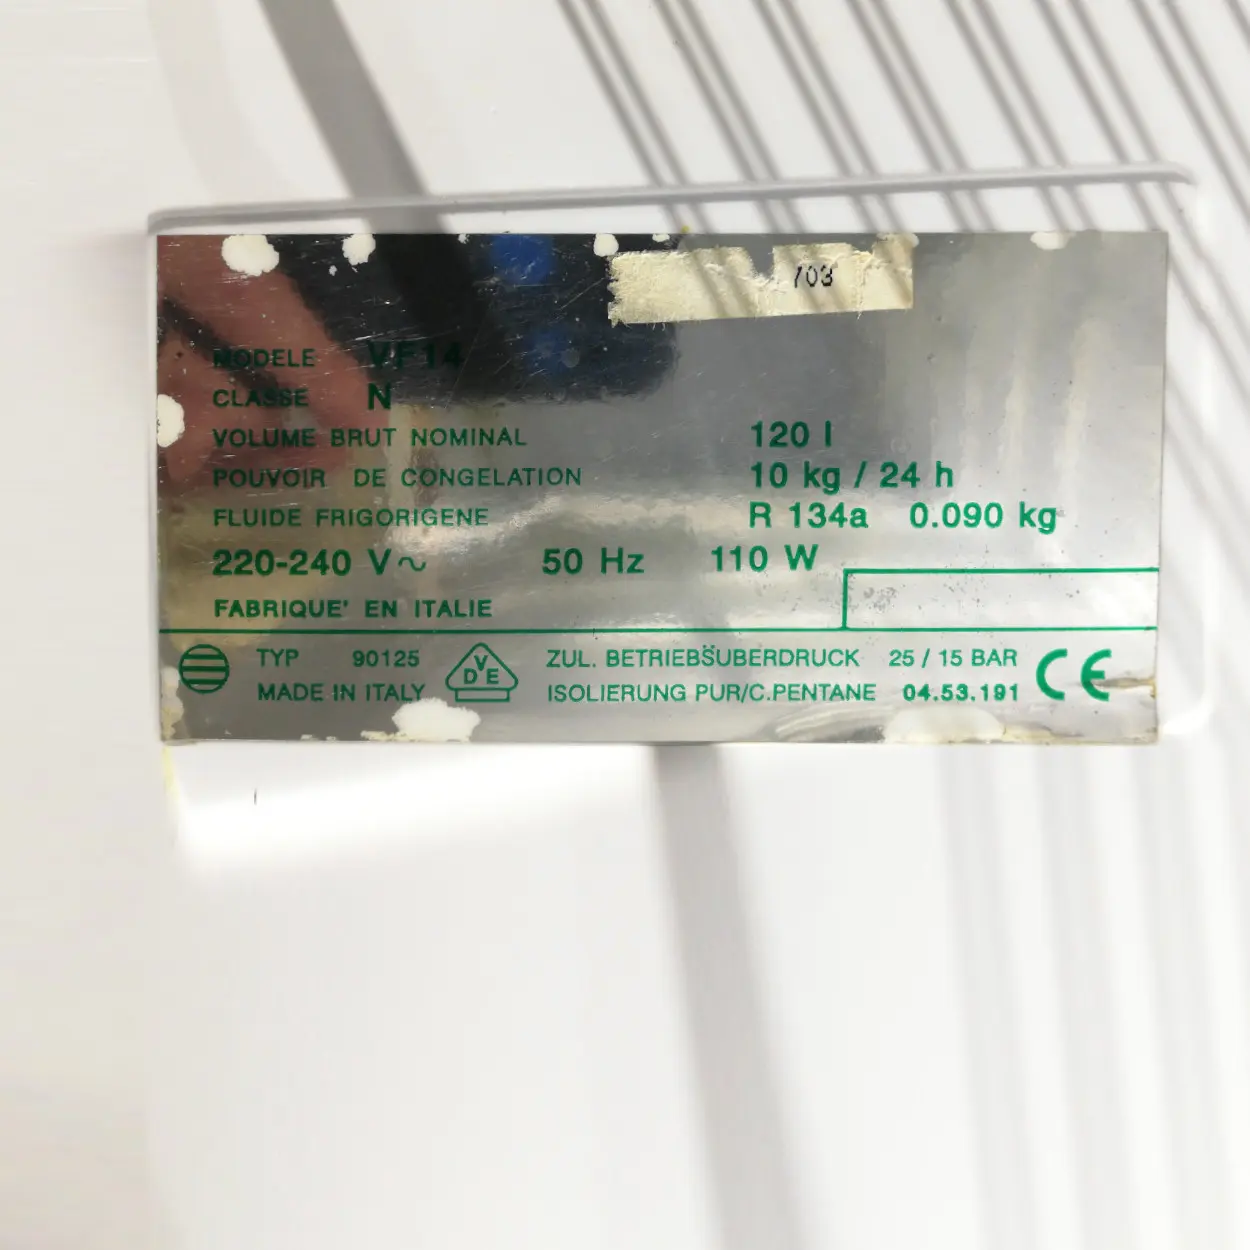 703
MODELE VF14
CLASSE N
VOLUME BRUT NOMINAL 120 l
POUVOIR DE CONGELATION 10 kg / 24 h
FLUIDE FRIGORIGENE R 134a 0.090 kg
220-240 V~ 50 Hz 110 W
FABRIQUE' EN ITALIE
TYP 90125 VDE ZUL. BETRIEBSÜBERDRUCK 25 / 15 BAR CE
MADE IN ITALY ISOLIERUNG PUR/C.PENTANE 04.53.191